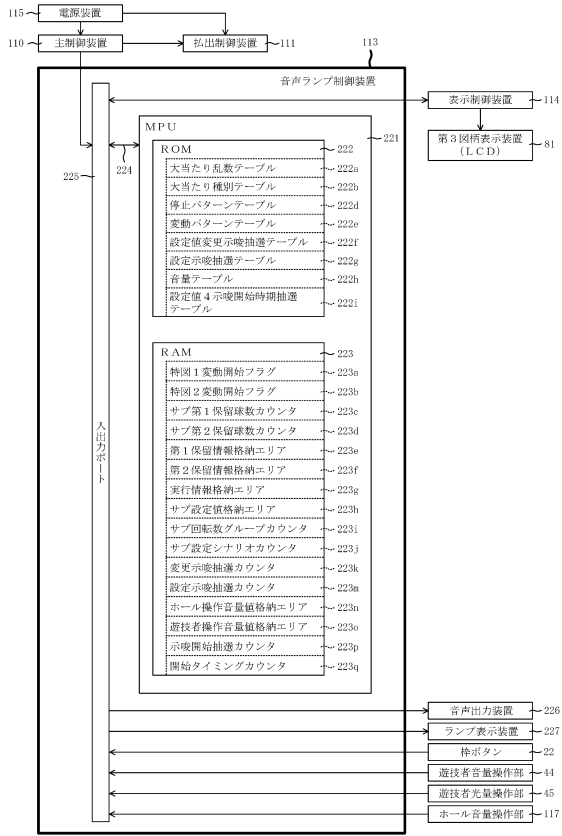 115 電源装置
110 主制御装置
払出制御装置 111
113
音声ランプ制御装置
表示制御装置 114
第3図柄表示装置
(LCD) 81
MPU 221
224
225
入出力ポート
ROM 222
大当たり乱数テーブル 222a
大当たり種別テーブル 222b
停止パターンテーブル 222d
変動パターンテーブル 222e
設定値変更示唆抽選テーブル 222f
設定示唆抽選テーブル 222g
音量テーブル 222h
設定値4示唆開始時期抽選
テーブル 222i
RAM 223
特図1変動開始フラグ 223a
特図2変動開始フラグ 223b
サブ第1保留球数カウンタ 223c
サブ第2保留球数カウンタ 223d
第1保留情報格納エリア 223e
第2保留情報格納エリア 223f
実行情報格納エリア 223g
サブ設定値格納エリア 223h
サブ回転数グループカウンタ 223i
サブ設定シナリオカウンタ 223j
変更示唆抽選カウンタ 223k
設定示唆抽選カウンタ 223m
ホール操作音量値格納エリア 223n
遊技者操作音量値格納エリア 223o
示唆開始抽選カウンタ 223p
開始タイミングカウンタ 223q
音声出力装置 226
ランプ表示装置 227
枠ボタン 22
遊技者音量操作部 44
遊技者光量操作部 45
ホール音量操作部 117